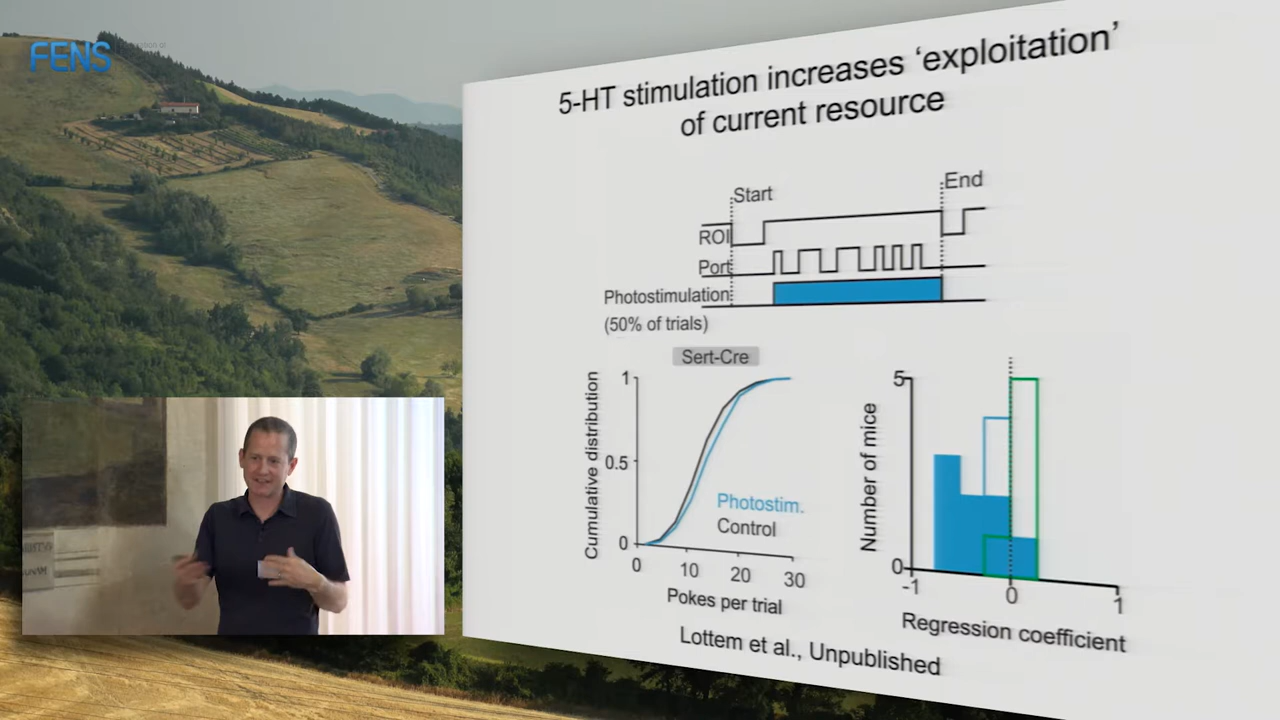 FENS
5-HT stimulation increases ‘exploitation’
of current resource
Start
End
ROI
Port
Photostimulation
(50% of trials)
Sert-Cre
Cumulative distribution
1
0.5
0
Photostim.
Control
0
10
20
30
Pokes per trial
Number of mice
5
0
-1
0
1
Regression coefficient
Lottem et al., Unpublished